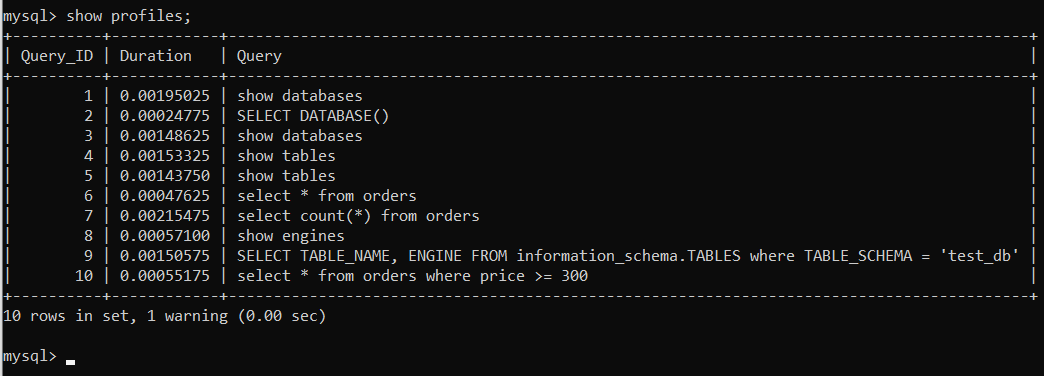 mysql> show profiles;
+----------+------------+----------------------------------------------------------------------------------------+
| Query_ID | Duration   | Query                                                                                  |
+----------+------------+----------------------------------------------------------------------------------------+
|        1 | 0.00195025 | show databases                                                                         |
|        2 | 0.00024775 | SELECT DATABASE()                                                                      |
|        3 | 0.00148625 | show databases                                                                         |
|        4 | 0.00153325 | show tables                                                                            |
|        5 | 0.00143750 | show tables                                                                            |
|        6 | 0.00047625 | select * from orders                                                                   |
|        7 | 0.00215475 | select count(*) from orders                                                            |
|        8 | 0.00057100 | show engines                                                                           |
|        9 | 0.00150575 | SELECT TABLE_NAME, ENGINE FROM information_schema.TABLES where TABLE_SCHEMA = 'test_db' |
|       10 | 0.00055175 | select * from orders where price >= 300                                                |
+----------+------------+----------------------------------------------------------------------------------------+
10 rows in set, 1 warning (0.00 sec)
mysql>